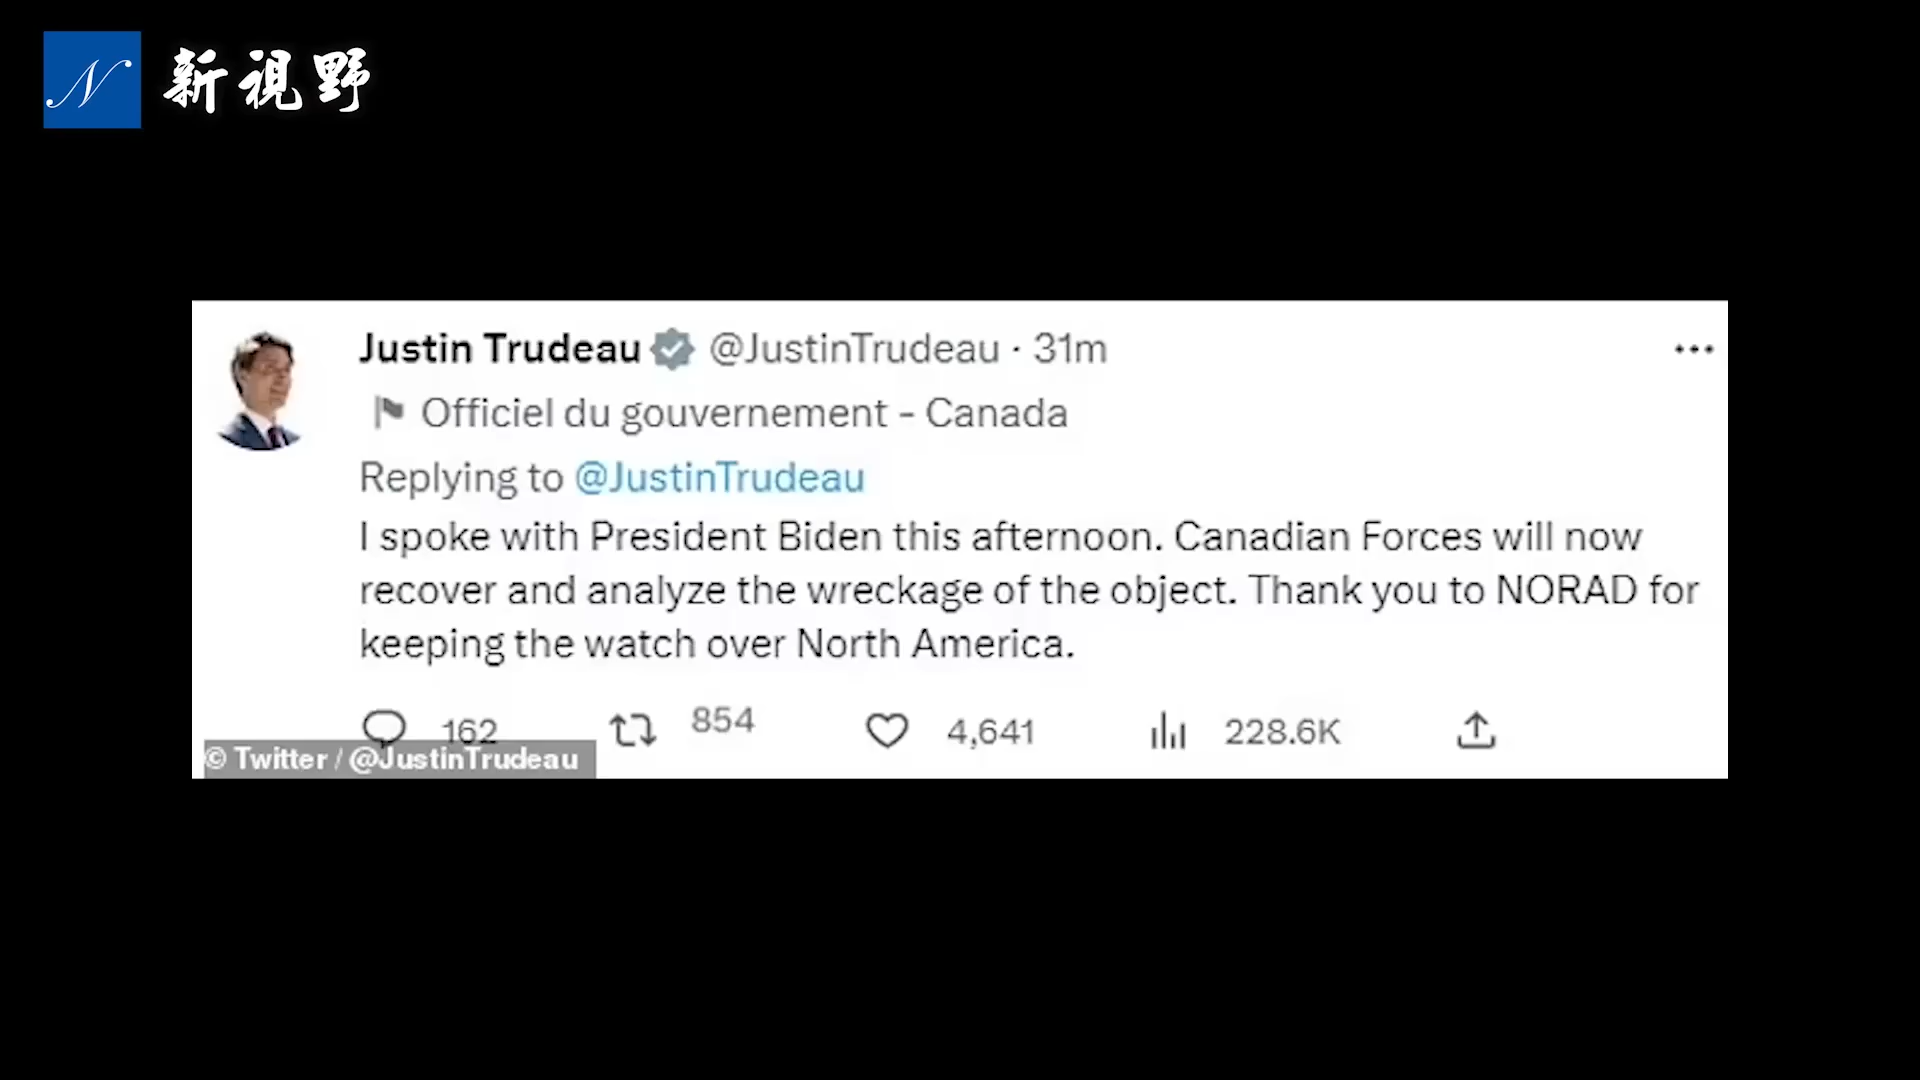 N 新視野
Justin Trudeau @JustinTrudeau · 31m
Officiel du gouvernement - Canada
Replying to @JustinTrudeau
I spoke with President Biden this afternoon. Canadian Forces will now
recover and analyze the wreckage of the object. Thank you to NORAD for
keeping the watch over North America.
162 854 4,641 228.6K
© Twitter / @JustinTrudeau